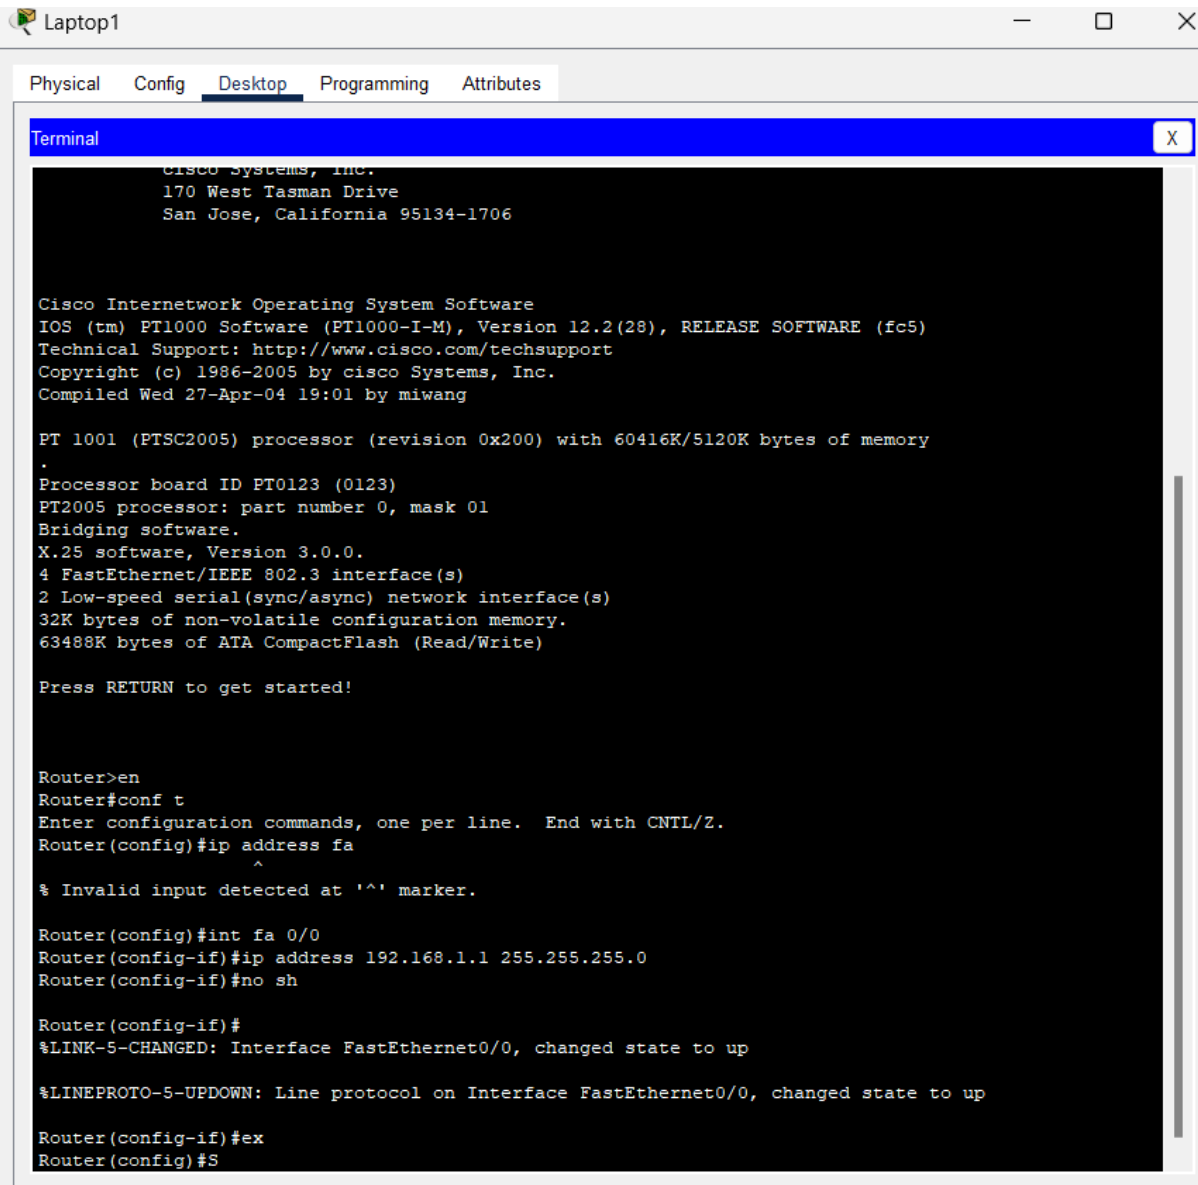 Laptop1
Physical Config Desktop Programming Attributes
Terminal X
cisco Systems, Inc.
170 West Tasman Drive
San Jose, California 95134-1706
Cisco Internetwork Operating System Software
IOS (tm) PT1000 Software (PT1000-I-M), Version 12.2(28), RELEASE SOFTWARE (fc5)
Technical Support: http://www.cisco.com/techsupport
Copyright (c) 1986-2005 by cisco Systems, Inc.
Compiled Wed 27-Apr-04 19:01 by miwang
PT 1001 (PTSC2005) processor (revision 0x200) with 60416K/5120K bytes of memory
.
Processor board ID PT0123 (0123)
PT2005 processor: part number 0, mask 01
Bridging software.
X.25 software, Version 3.0.0.
4 FastEthernet/IEEE 802.3 interface(s)
2 Low-speed serial(sync/async) network interface(s)
32K bytes of non-volatile configuration memory.
63488K bytes of ATA CompactFlash (Read/Write)
Press RETURN to get started!
Router>en
Router#conf t
Enter configuration commands, one per line.  End with CNTL/Z.
Router(config)#ip address fa
^
% Invalid input detected at '^' marker.
Router(config)#int fa 0/0
Router(config-if)#ip address 192.168.1.1 255.255.255.0
Router(config-if)#no sh
Router(config-if)#
%LINK-5-CHANGED: Interface FastEthernet0/0, changed state to up
%LINEPROTO-5-UPDOWN: Line protocol on Interface FastEthernet0/0, changed state to up
Router(config-if)#ex
Router(config)#S